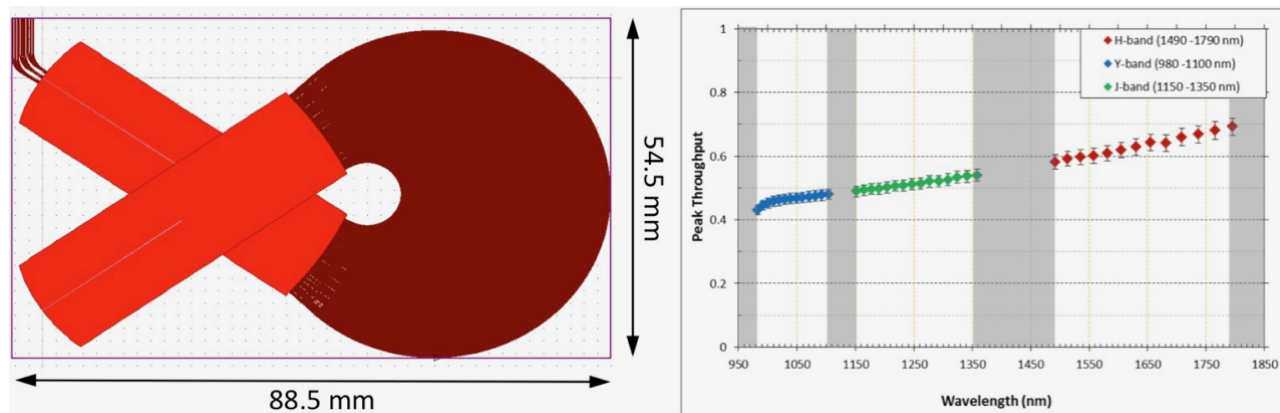 54.5 mm
88.5 mm
Peak Throughput
1
0.8
0.6
0.4
0.2
0
H-band (1490 -1790 nm)
Y-band (980 -1100 nm)
J-band (1150 -1350 nm)
950 1050 1150 1250 1350 1450 1550 1650 1750 1850
Wavelength (nm)